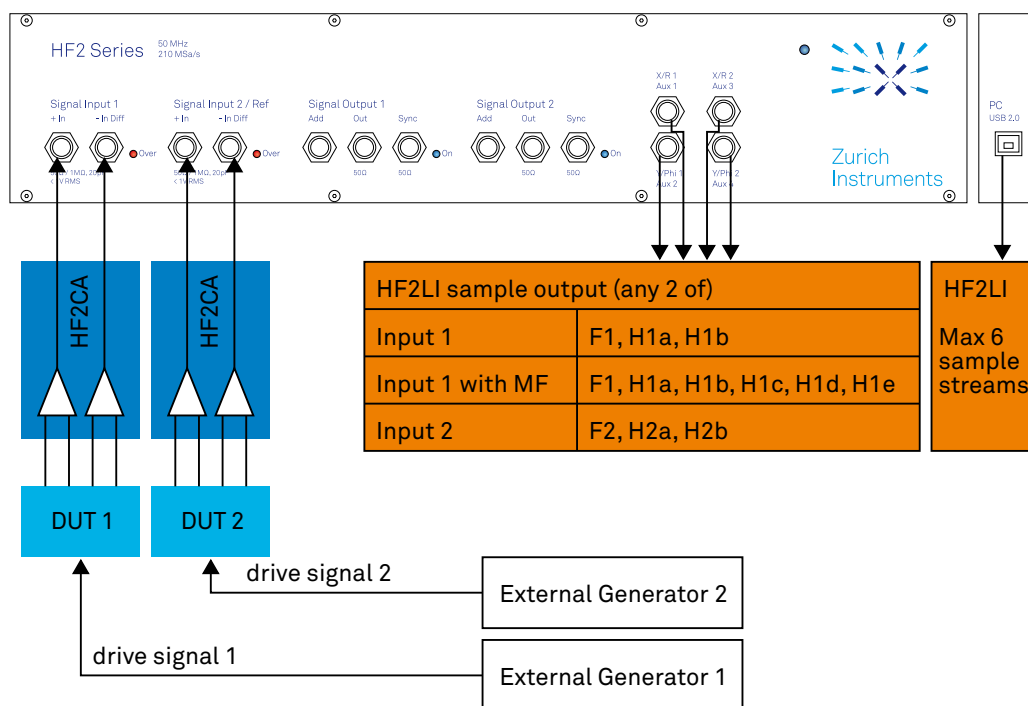 HF2 Series
50 MHz
210 MSa/s
Signal Input 1
Signal Input 2 / Ref
Signal Output 1
Signal Output 2
+ In
- In Diff
+ In
- In Diff
Add
Out
Sync
Add
Out
Sync
X/R 1
Aux 1
X/R 2
Aux 3
PC
USB 2.0
Over
Over
On
On
1MΩ, 20p
1MΩ, 20p
RMS
< 1V RMS
50Ω
50Ω
50Ω
50Ω
Y/Phi 1
Aux 2
Y/Phi 2
Aux
Zurich
Instruments
HF2CA
HF2CA
HF2LI sample output (any 2 of)
Input 1
F1, H1a, H1b
Input 1 with MF
F1, H1a, H1b, H1c, H1d, H1e
Input 2
F2, H2a, H2b
HF2LI
Max 6
sample
streams
DUT 1
DUT 2
drive signal 2
External Generator 2
drive signal 1
External Generator 1